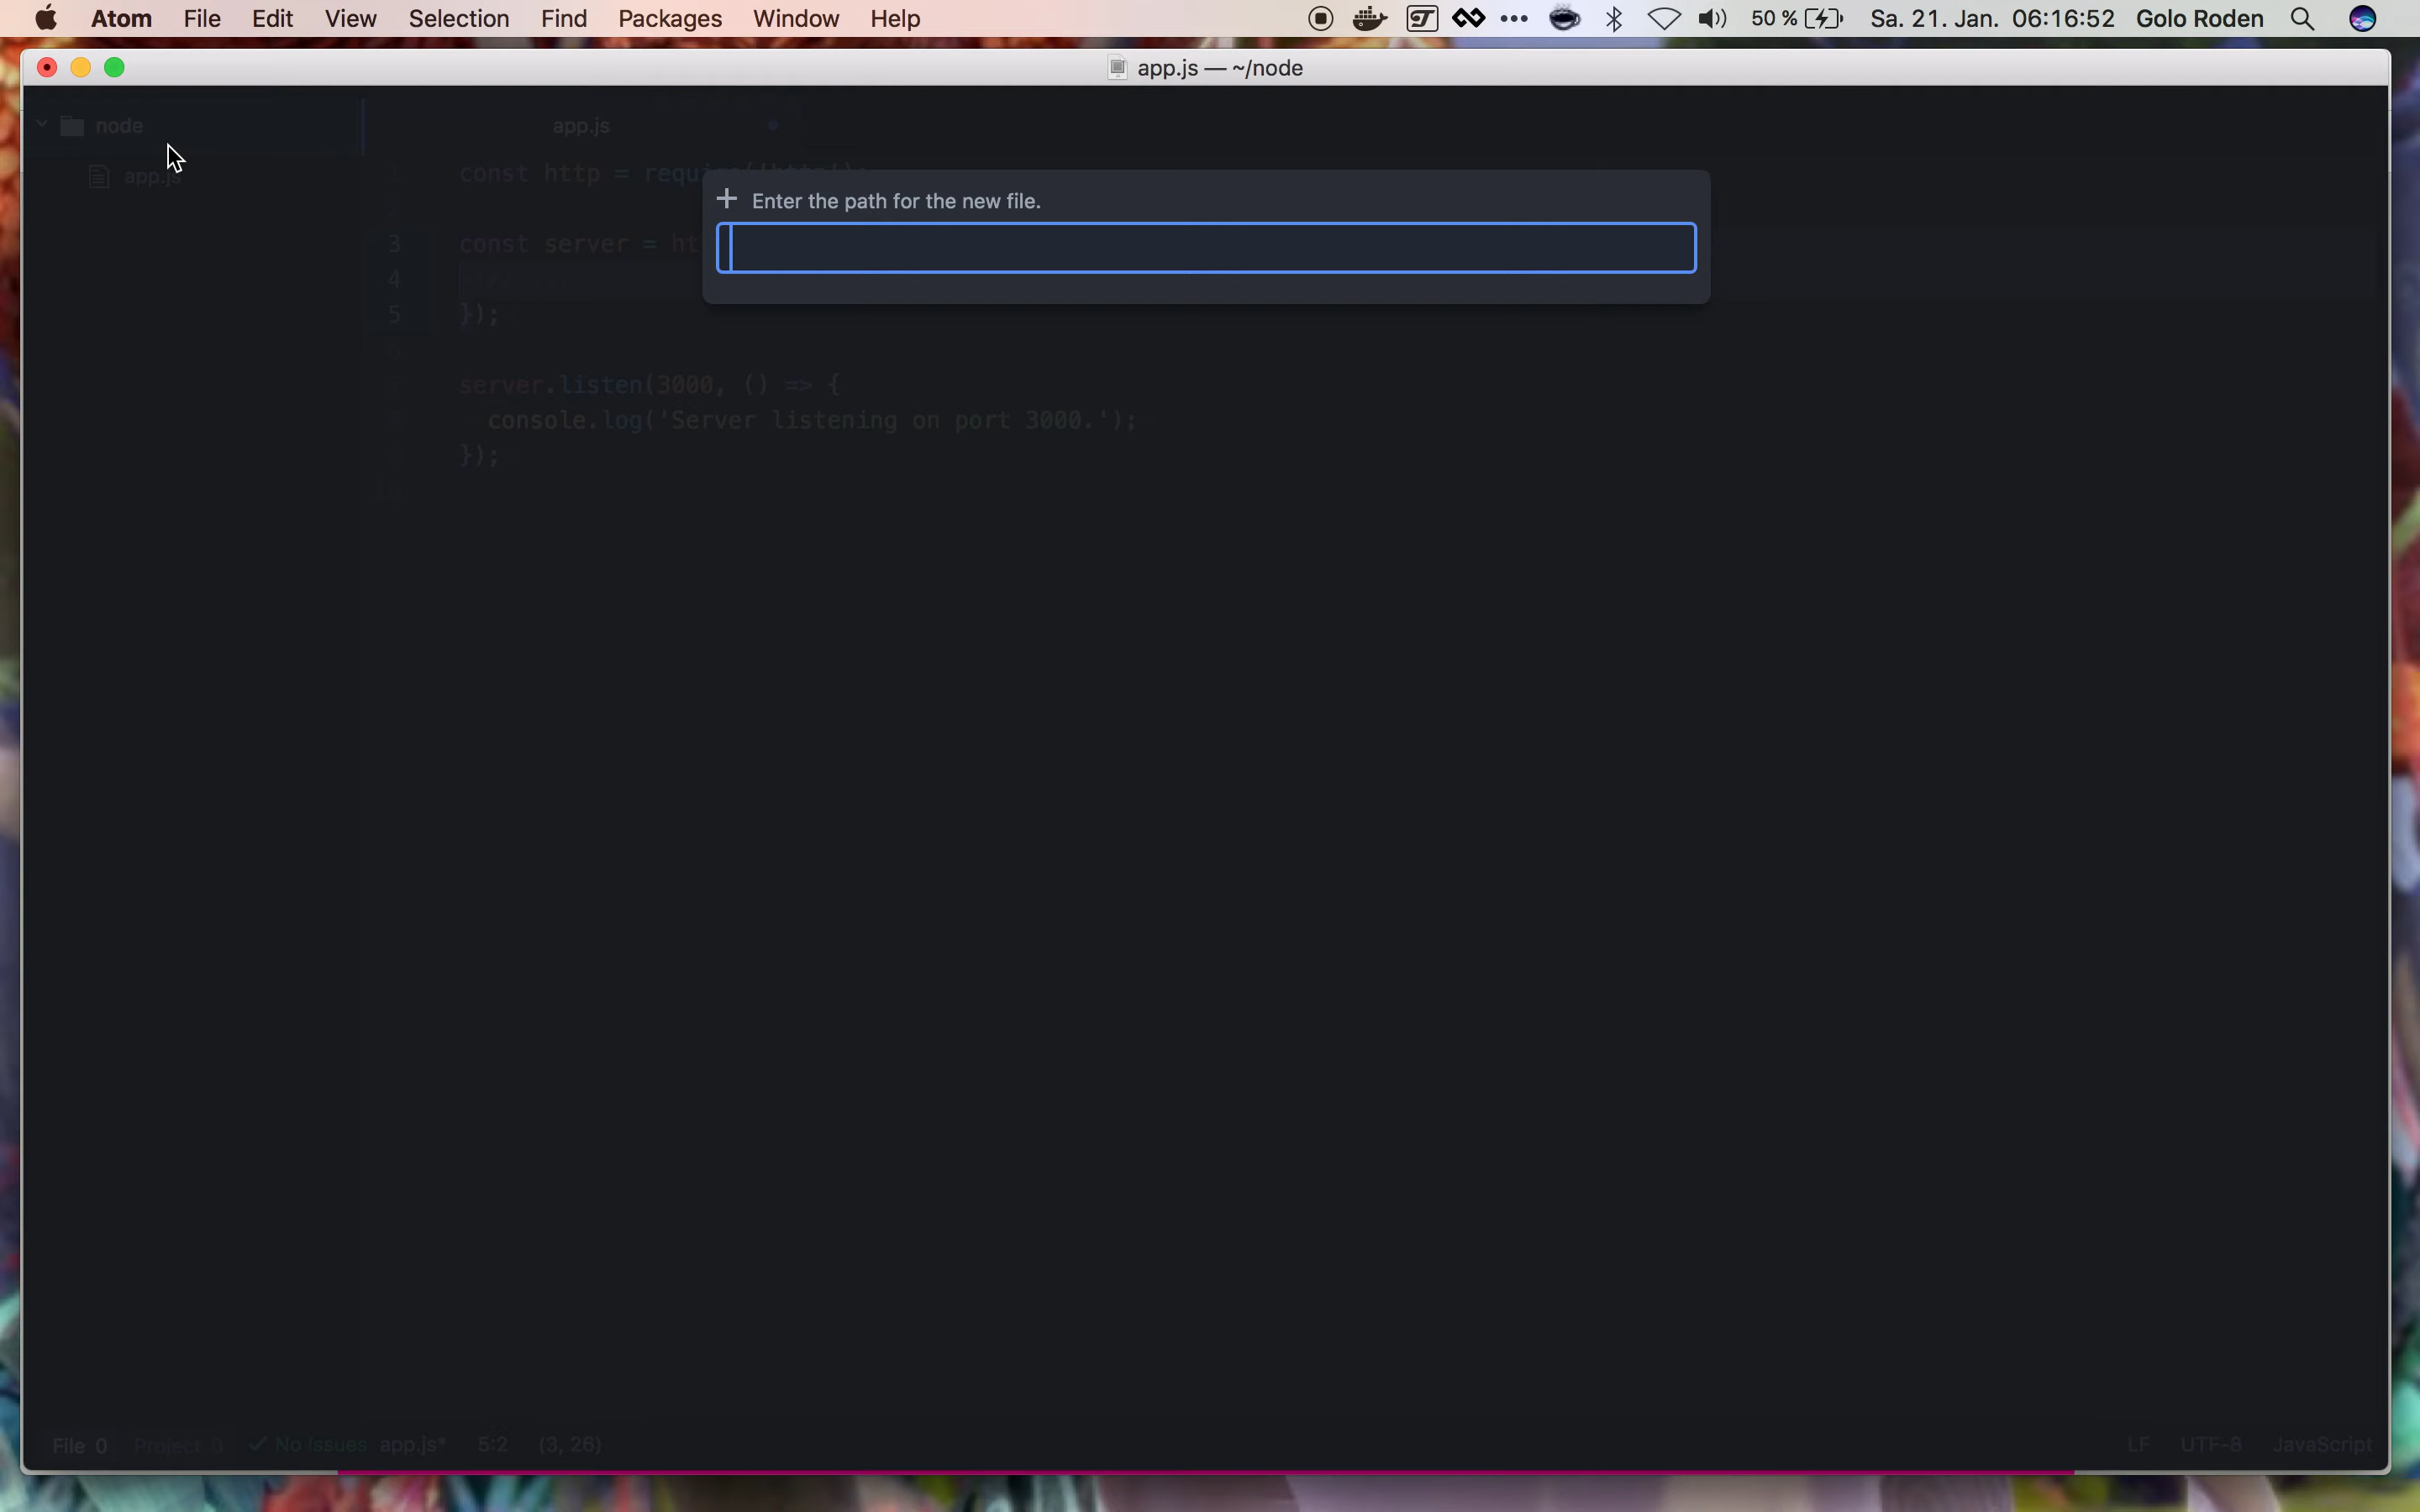 Atom File Edit View Selection Find Packages Window Help 50 % Sa. 21. Jan. 06:16:52 Golo Roden
app.js — ~/node
node
app.js
app.js
const http = requ
Enter the path for the new file.
3 const server = ht
4
5 });
server.listen(3000, () => {
console.log('Server listening on port 3000.');
});
10
File 0 Project 0 No Issues app.js* 5:2 (3, 26) LF UTF-8 JavaScript